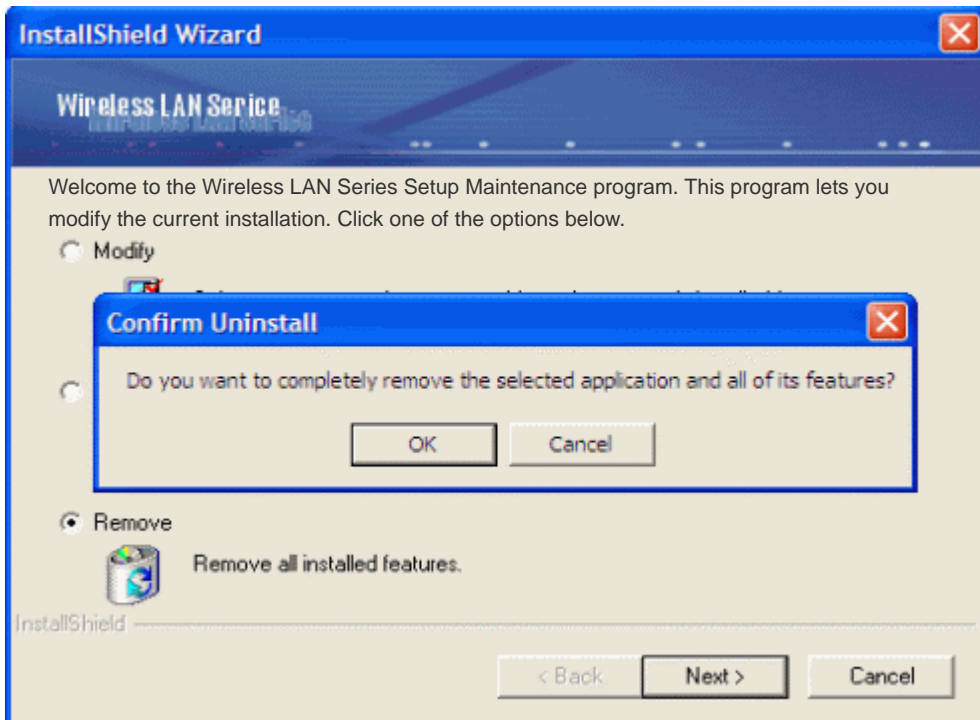 InstallShield Wizard
Wireless LAN Serice
Welcome to the Wireless LAN Series Setup Maintenance program. This program lets you
modify the current installation. Click one of the options below.
Modify
Confirm Uninstall
Do you want to completely remove the selected application and all of its features?
OK
Cancel
Remove
Remove all installed features.
InstallShield
< Back
Next >
Cancel